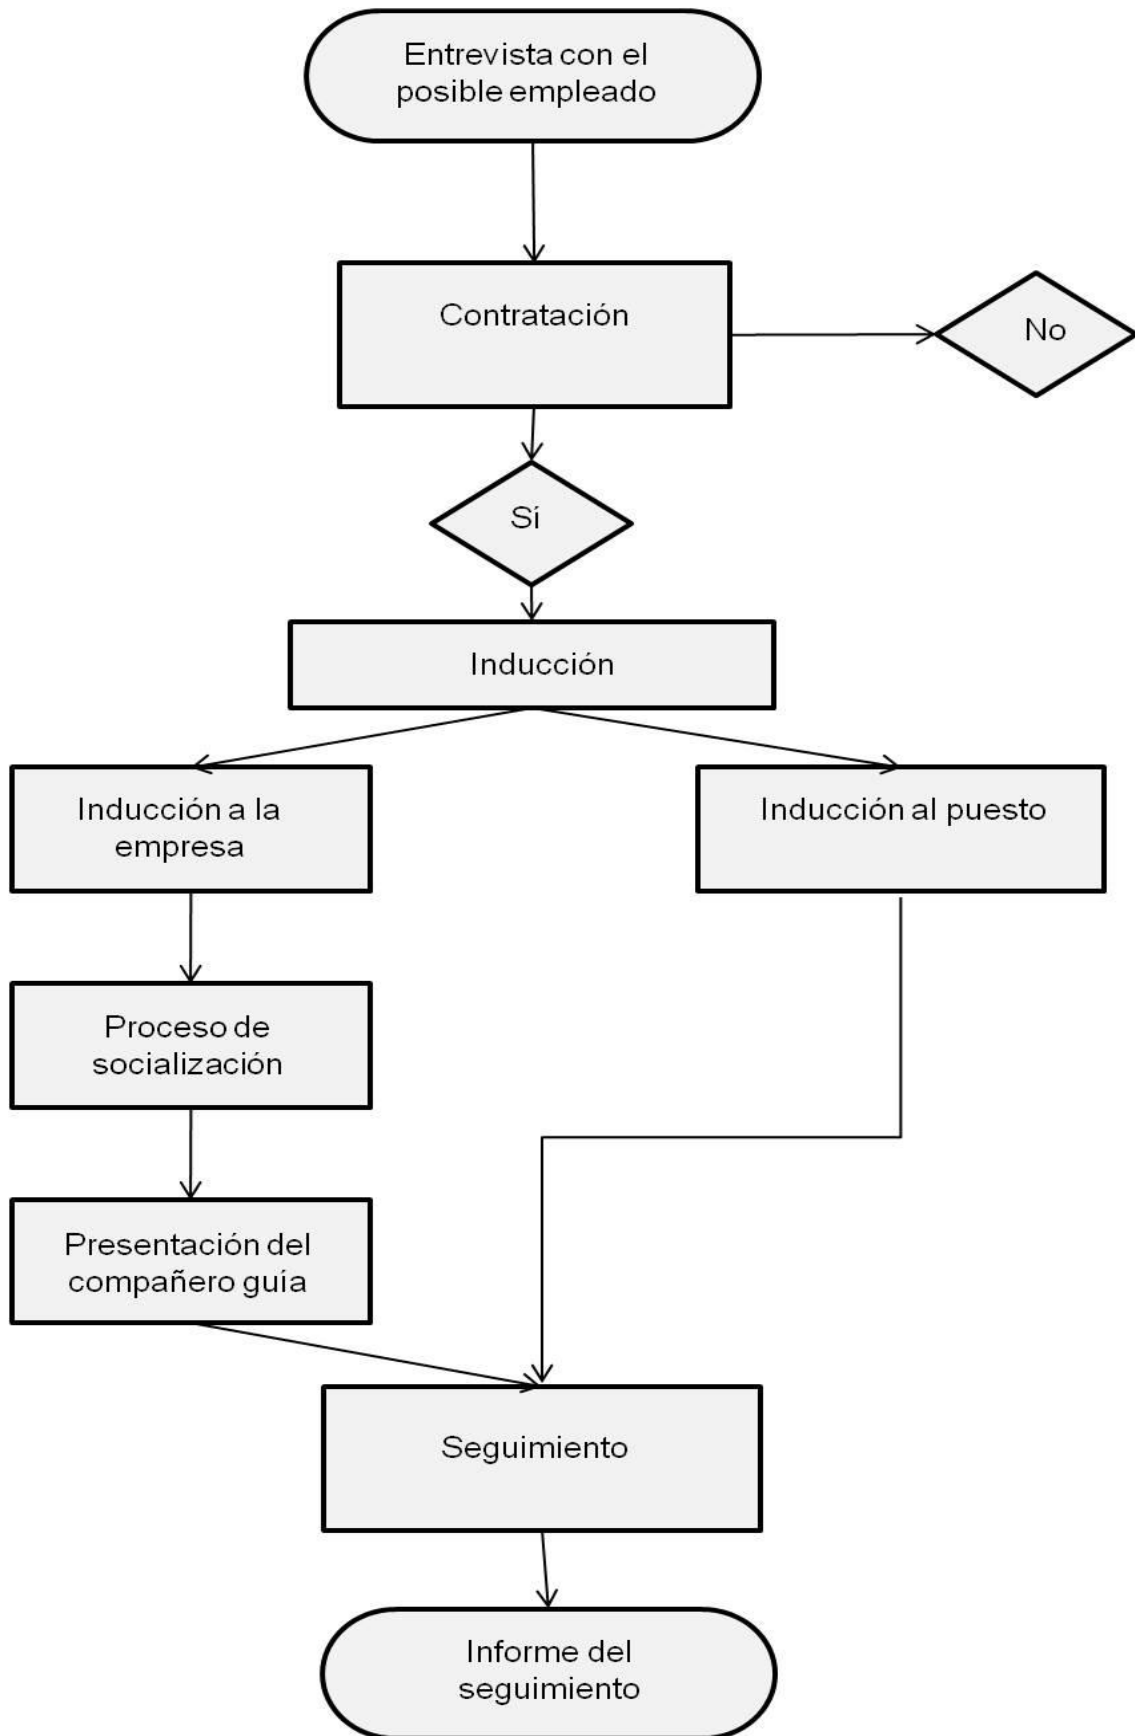 Entrevista con el
posible empleado
Contratación
No
Sí
Inducción
Inducción a la
empresa
Inducción al puesto
Proceso de
socialización
Presentación del
compañero guía
Seguimiento
Informe del
seguimiento